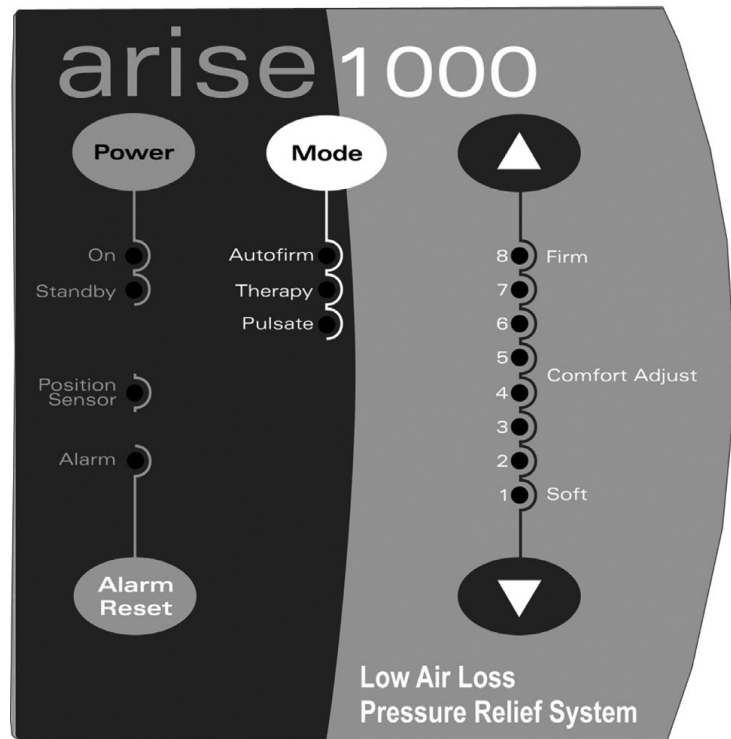 arise 1000
Power
Mode
On
Standby
Position
Sensor
Alarm
Alarm
Reset
Autofirm
Therapy
Pulsate
8 Firm
7
6
5
Comfort Adjust
4
3
2
1 Soft
Low Air Loss
Pressure Relief System